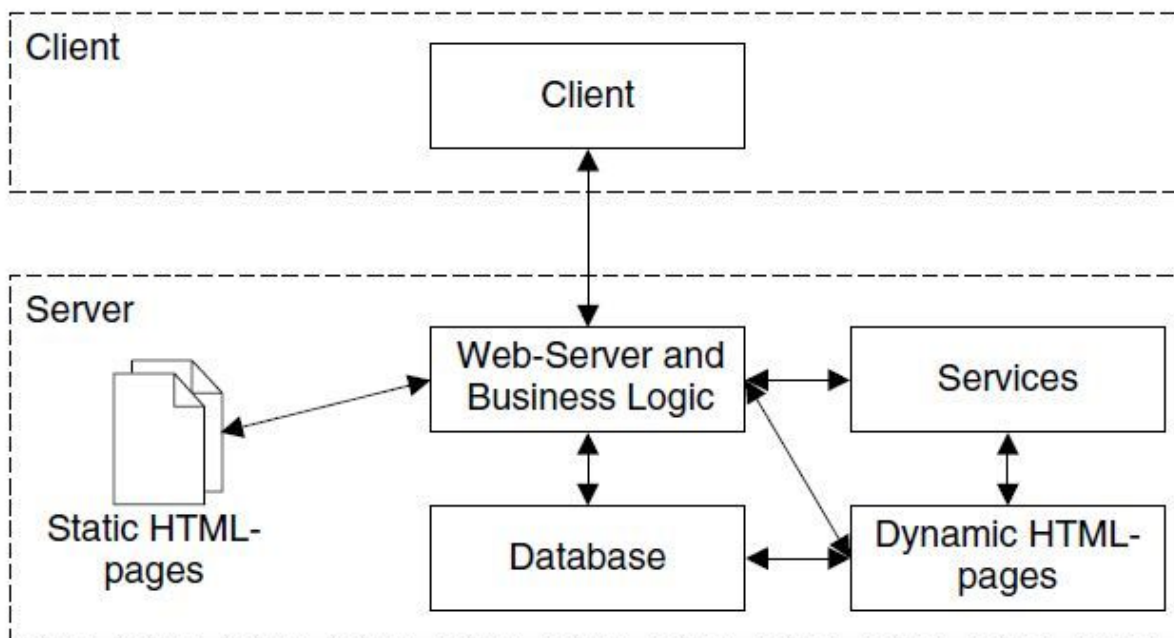 Client
Client
Server
Web-Server and
Business Logic
Services
Static HTML-
pages
Database
Dynamic HTML-
pages